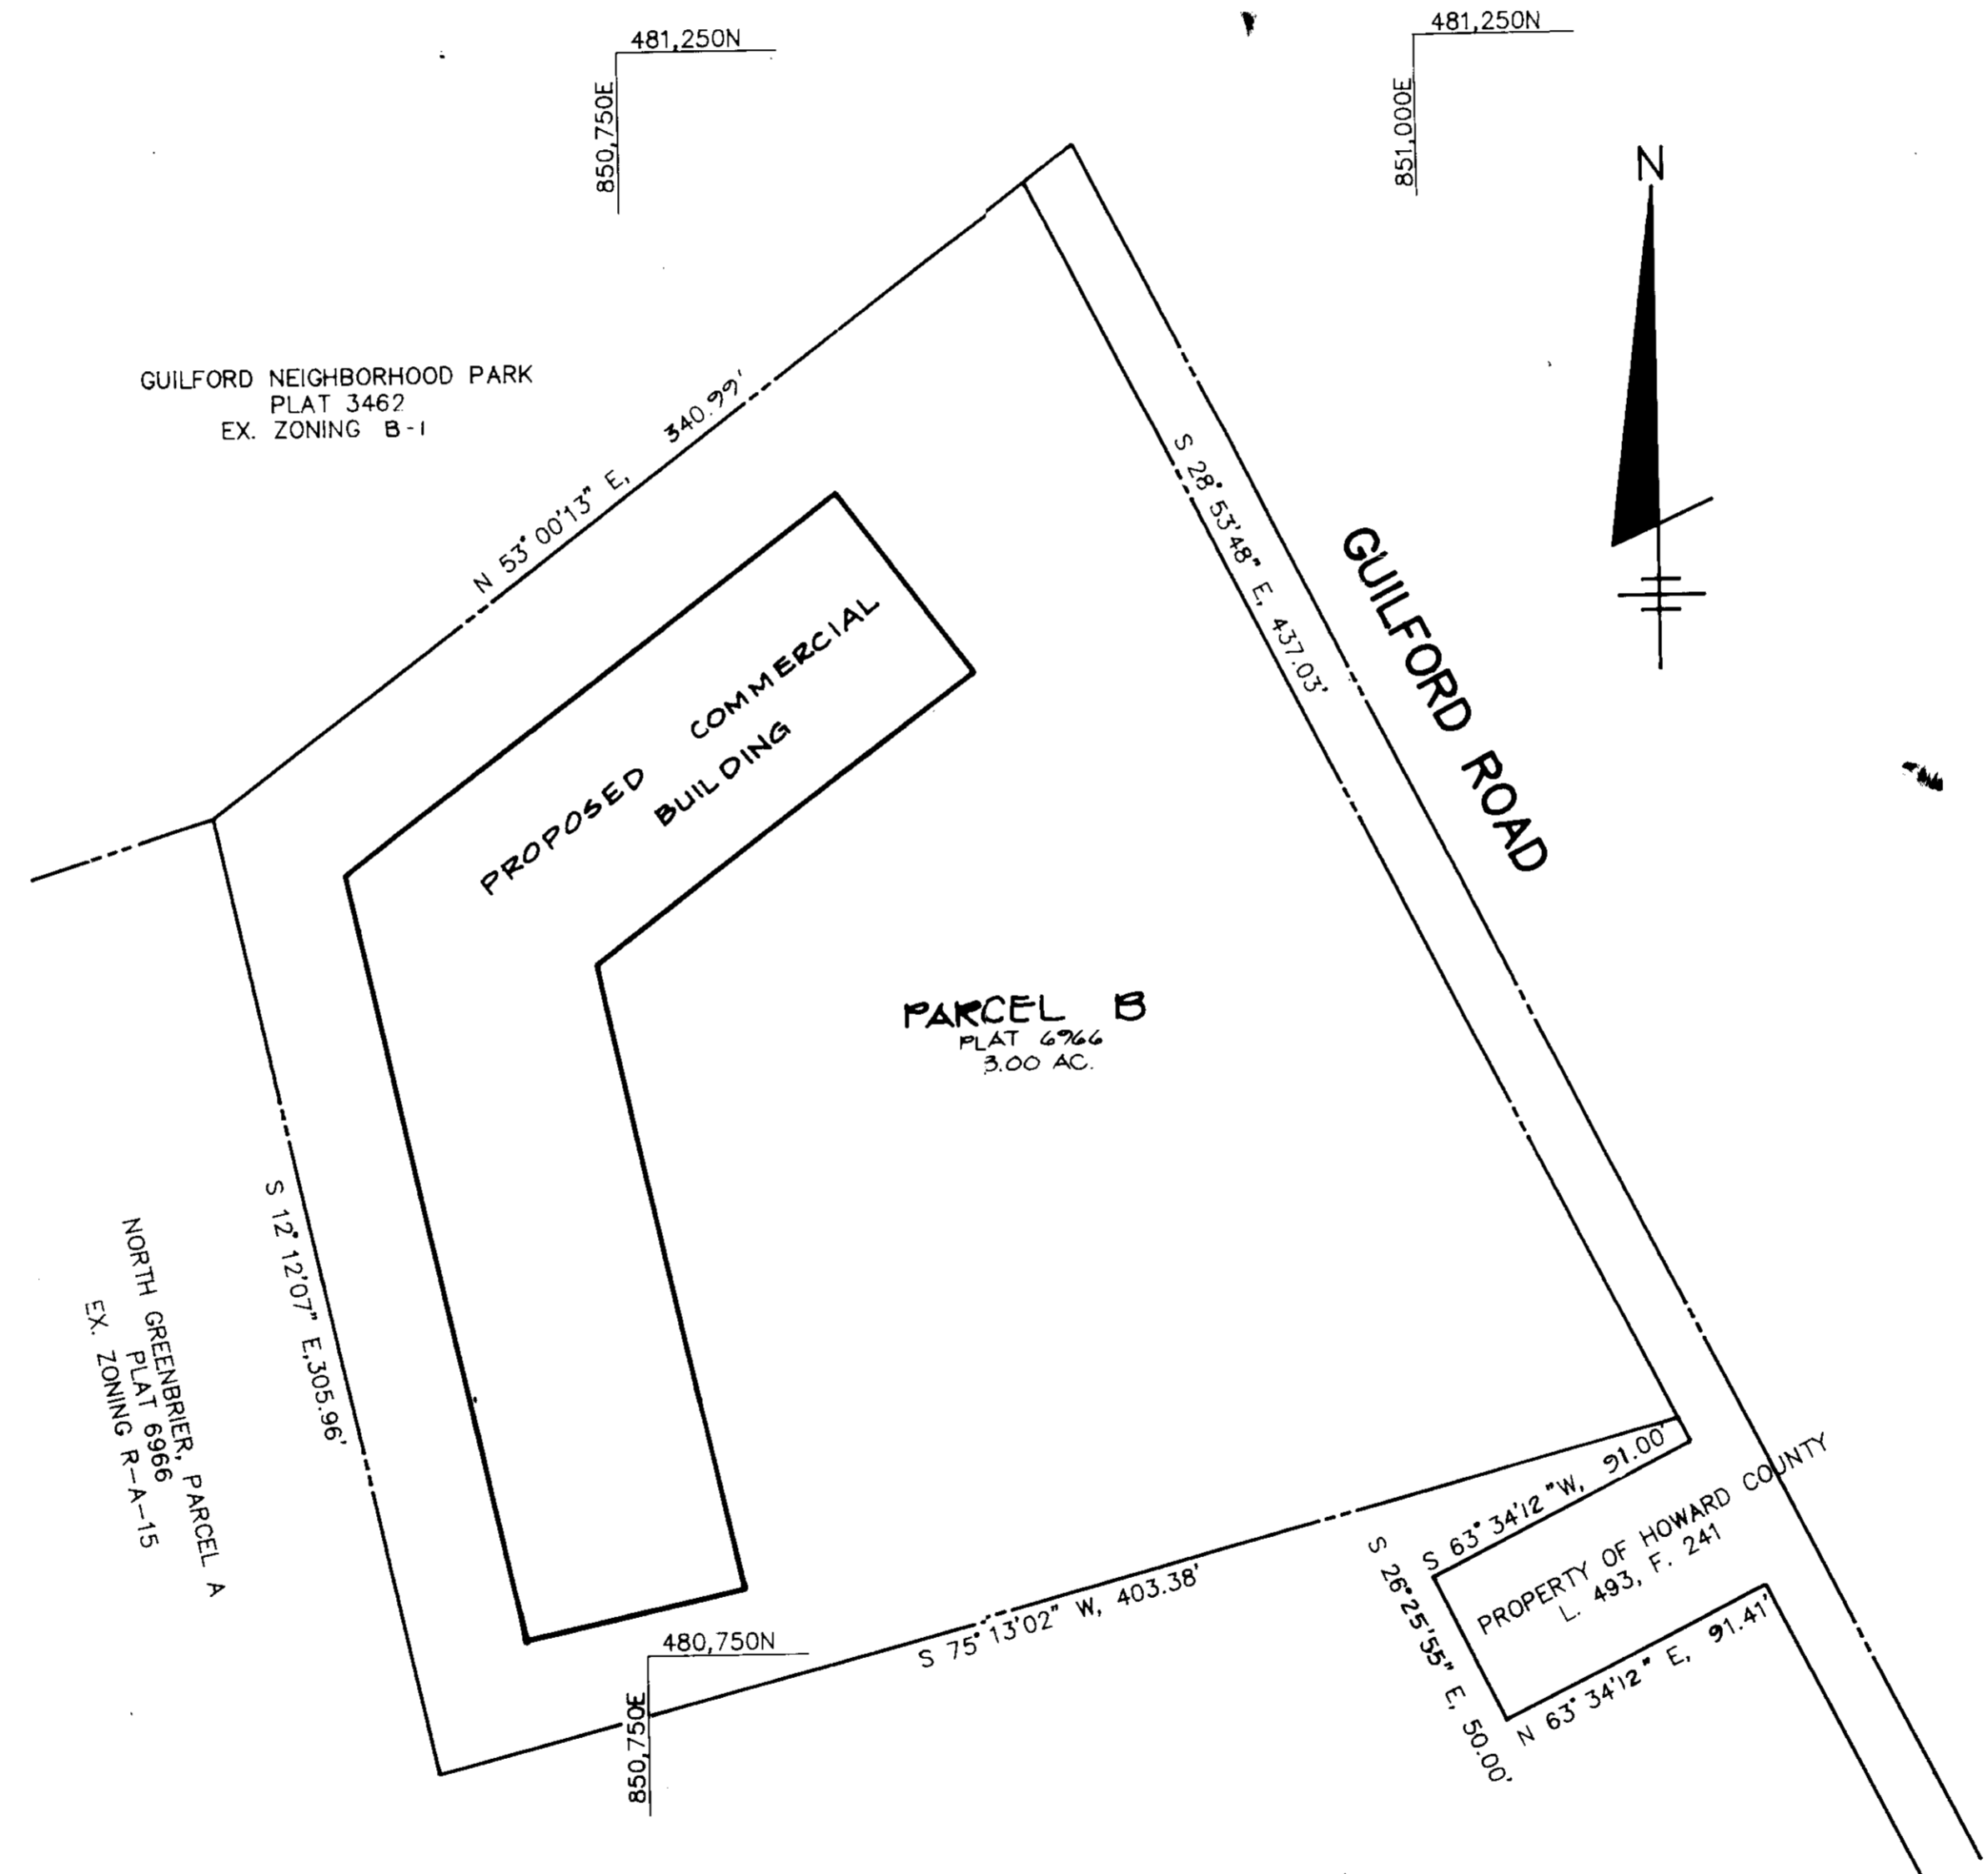 481,250N
481,250N
850,750E
851,000E
N
GUILFORD NEIGHBORHOOD PARK
PLAT 3462
EX. ZONING B-1
N 53° 00'13" E, 340.99'
S 28° 53'48" E, 437.03'
GUILFORD ROAD
PROPOSED COMMERCIAL
BUILDING
PARCEL B
PLAT 6966
3.00 AC.
S 12° 12'07" E, 305.96'
NORTH GREENBRIER, PARCEL A
PLAT 6966
EX. ZONING R-A-15
S 63° 34'12" W, 91.00'
PROPERTY OF HOWARD COUNTY
L. 493, F. 241
S 26° 25'55" E, 50.00'
N 63° 34'12" E, 91.41'
S 75° 13'02" W, 403.38'
480,750N
850,750E